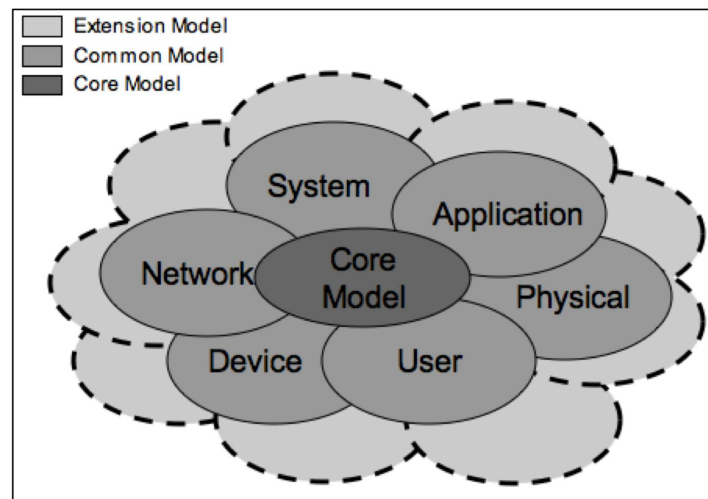 Extension Model
Common Model
Core Model
System
Application
Network
Core
Model
Physical
Device
User